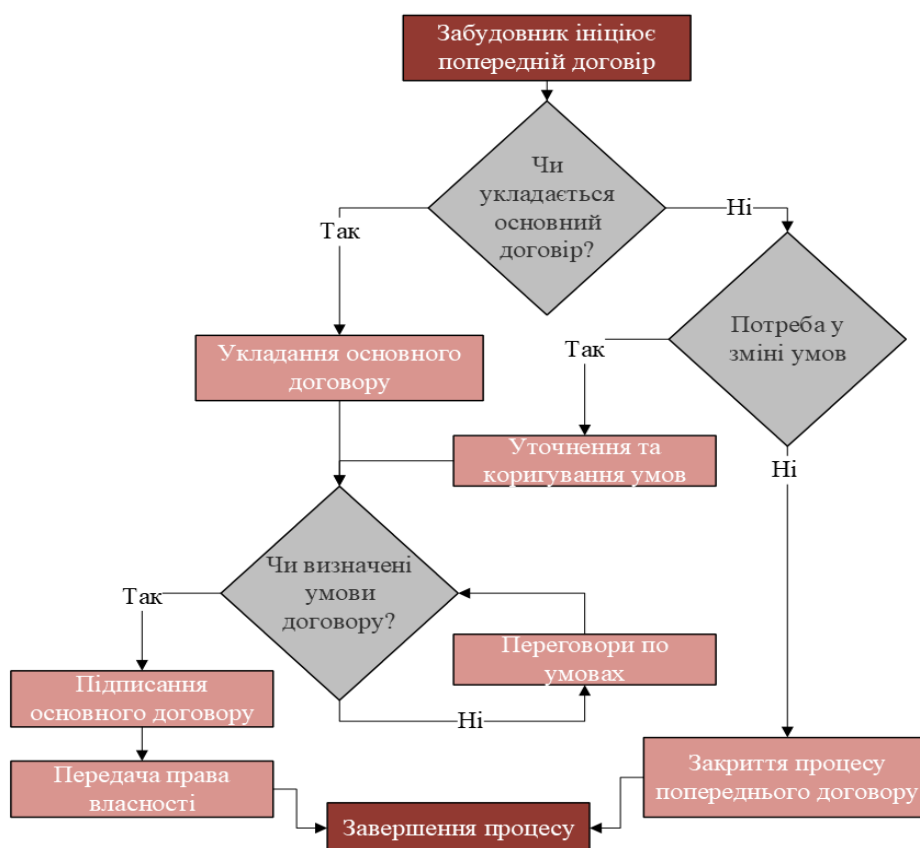 Забудовник ініціює
попередній договір
Чи
укладається
основний
договір?
Ні
Так
Потреба у
зміні умов
Укладання основного
договору
Так
Уточнення та
коригування умов
Ні
Чи визначені
умови
договору?
Так
Переговори по
умовах
Підписання
основного договору
Ні
Передача права
власності
Закриття процесу
попереднього договору
Завершення процесу